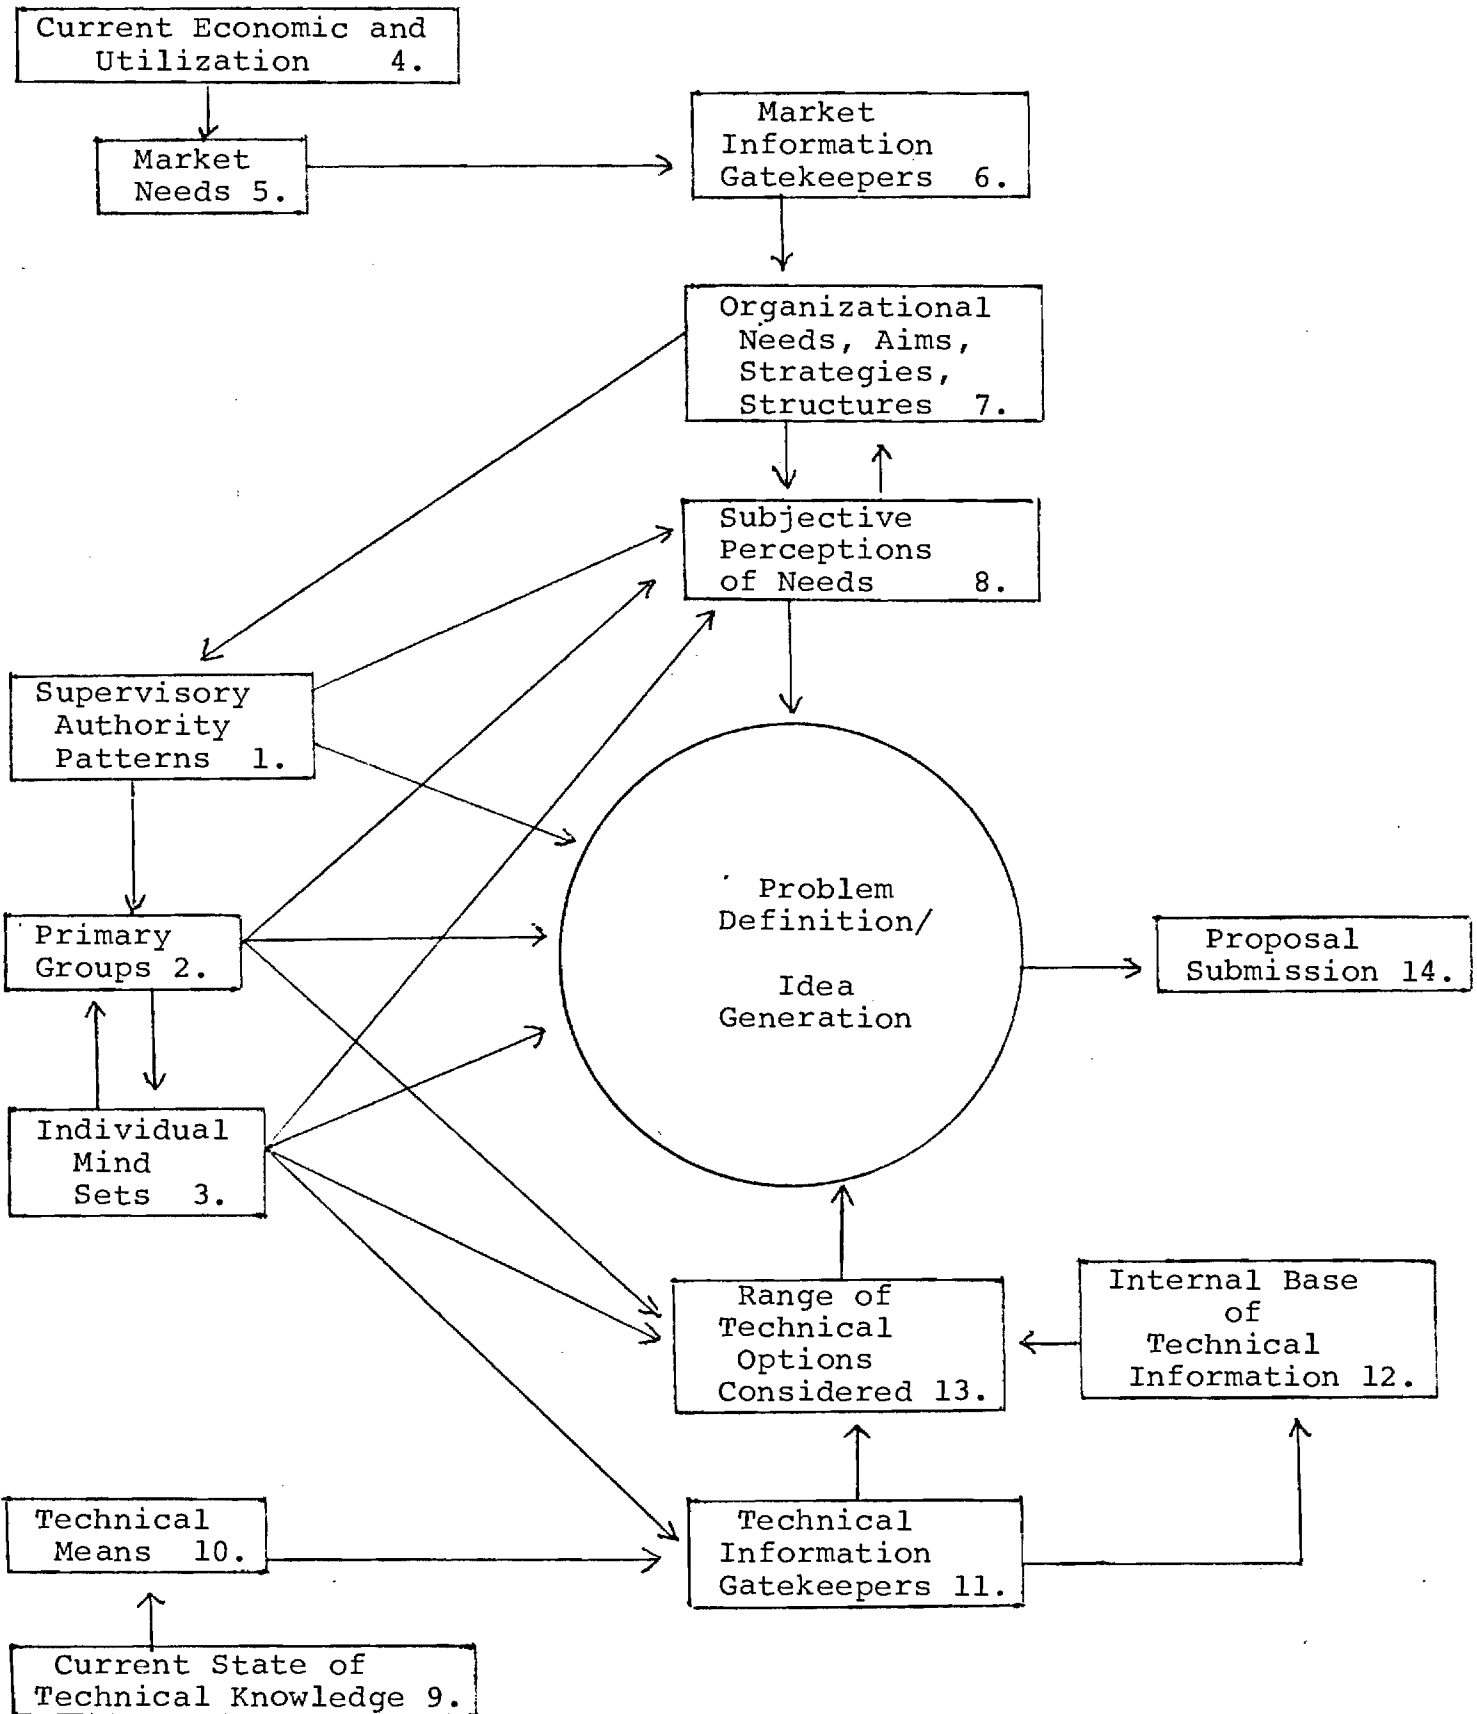 Current Economic and
Utilization 4.
Market
Needs 5.
Market
Information
Gatekeepers 6.
Organizational
Needs, Aims,
Strategies,
Structures 7.
Subjective
Perceptions
of Needs 8.
Supervisory
Authority
Patterns 1.
Primary
Groups 2.
Individual
Mind
Sets 3.
Problem
Definition/
Idea
Generation
Proposal
Submission 14.
Range of
Technical
Options
Considered 13.
Internal Base
of
Technical
Information 12.
Technical
Means 10.
Technical
Information
Gatekeepers 11.
Current State of
Technical Knowledge 9.